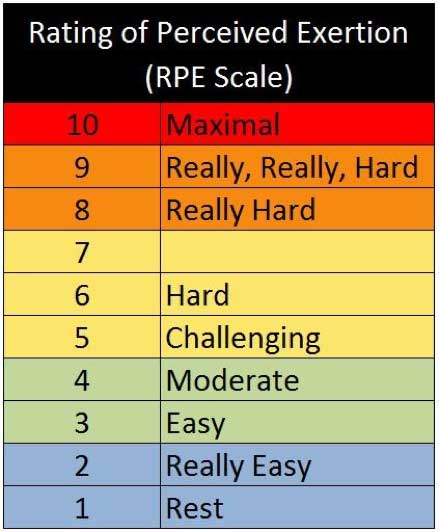 Rating of Perceived Exertion
(RPE Scale)
10 Maximal
9 Really, Really, Hard
8 Really Hard
7
6 Hard
5 Challenging
4 Moderate
3 Easy
2 Really Easy
1 Rest